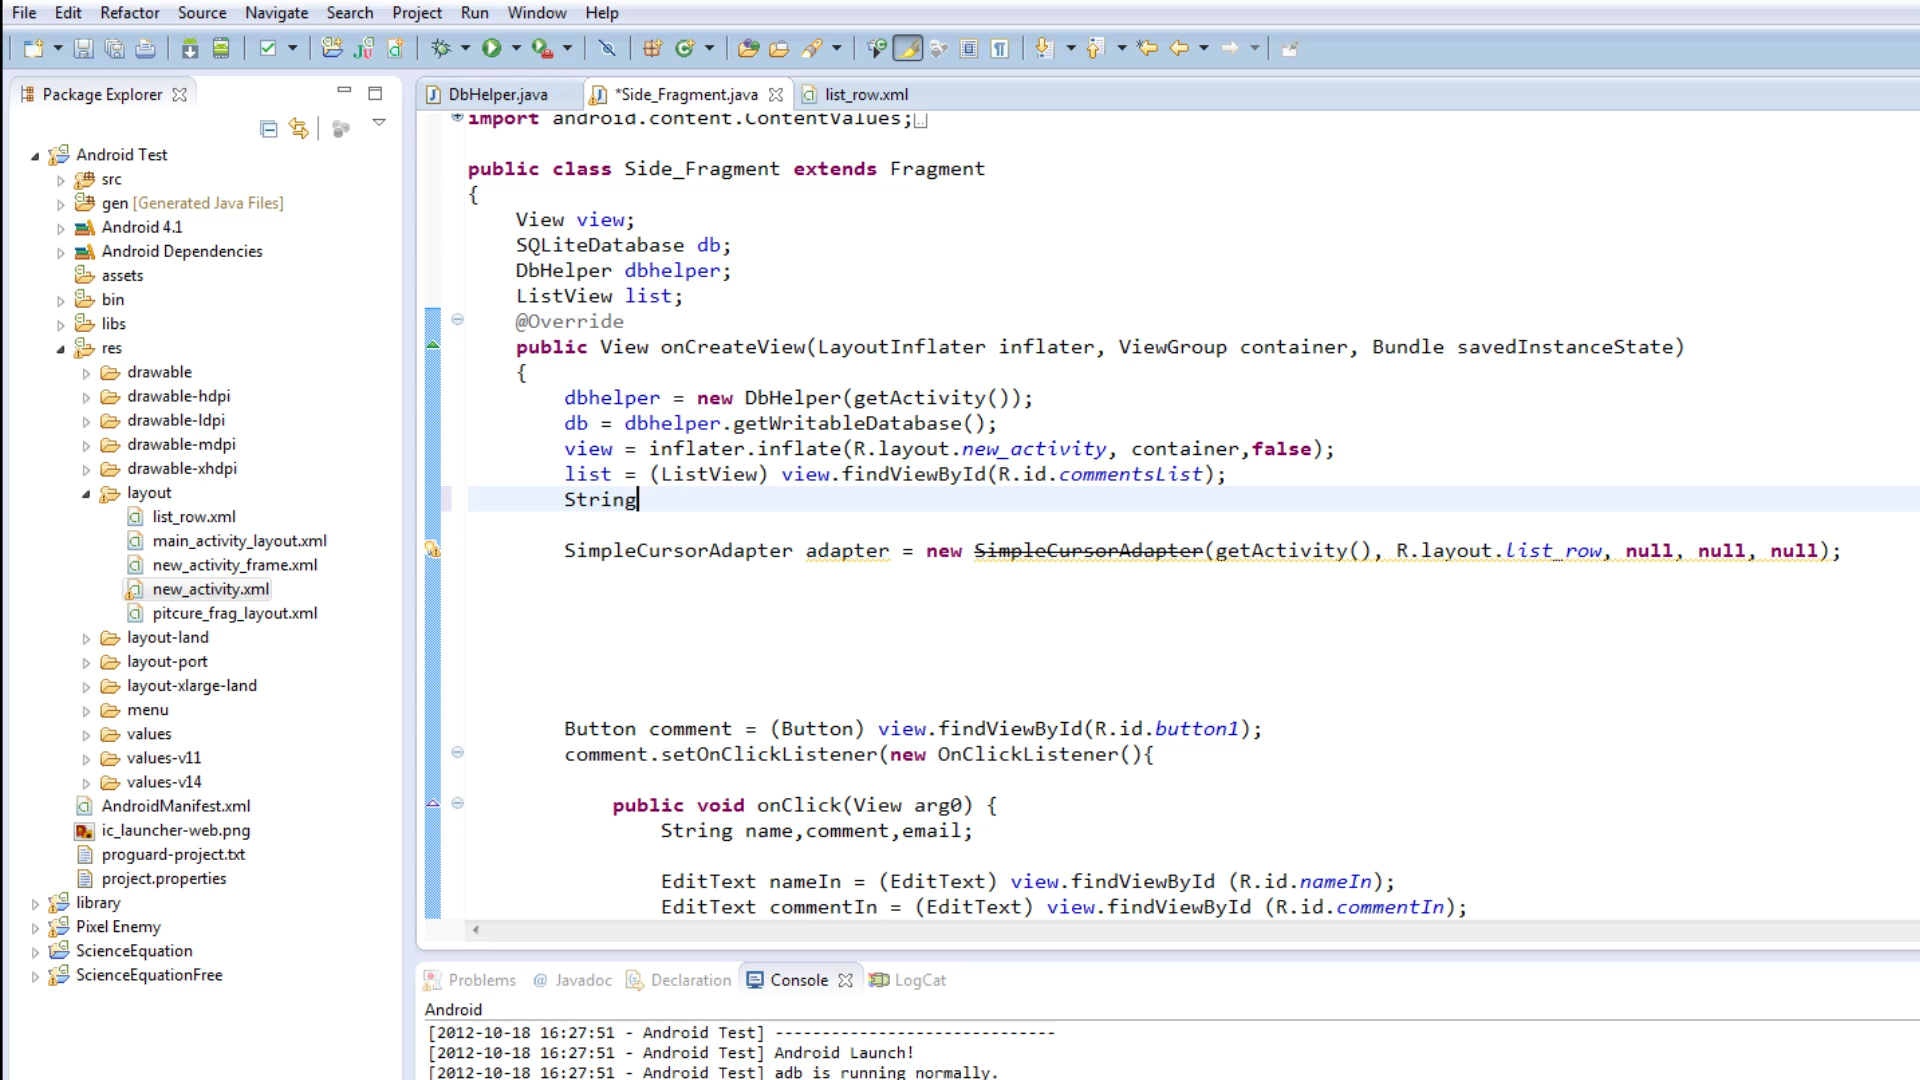 File Edit Refactor Source Navigate Search Project Run Window Help
Package Explorer
Android Test
src
gen [Generated Java Files]
Android 4.1
Android Dependencies
assets
bin
libs
res
drawable
drawable-hdpi
drawable-ldpi
drawable-mdpi
drawable-xhdpi
layout
list_row.xml
main_activity_layout.xml
new_activity_frame.xml
new_activity.xml
pitcure_frag_layout.xml
layout-land
layout-port
layout-xlarge-land
menu
values
values-v11
values-v14
AndroidManifest.xml
ic_launcher-web.png
proguard-project.txt
project.properties
library
Pixel Enemy
ScienceEquation
ScienceEquationFree
DbHelper.java *Side_Fragment.java list_row.xml
import android.content.ContentValues;
public class Side_Fragment extends Fragment
{
View view;
SQLiteDatabase db;
DbHelper dbhelper;
ListView list;
@Override
public View onCreateView(LayoutInflater inflater, ViewGroup container, Bundle savedInstanceState)
{
dbhelper = new DbHelper(getActivity());
db = dbhelper.getWritableDatabase();
view = inflater.inflate(R.layout.new_activity, container,false);
list = (ListView) view.findViewById(R.id.commentsList);
String
SimpleCursorAdapter adapter = new SimpleCursorAdapter(getActivity(), R.layout.list_row, null, null, null);
Button comment = (Button) view.findViewById(R.id.button1);
comment.setOnClickListener(new OnClickListener(){
public void onClick(View arg0) {
String name,comment,email;
EditText nameIn = (EditText) view.findViewById (R.id.nameIn);
EditText commentIn = (EditText) view.findViewById (R.id.commentIn);
Problems @ Javadoc Declaration Console LogCat
Android
[2012-10-18 16:27:51 - Android Test] ------------------------------
[2012-10-18 16:27:51 - Android Test] Android Launch!
[2012-10-18 16:27:51 - Android Test] adb is running normally.